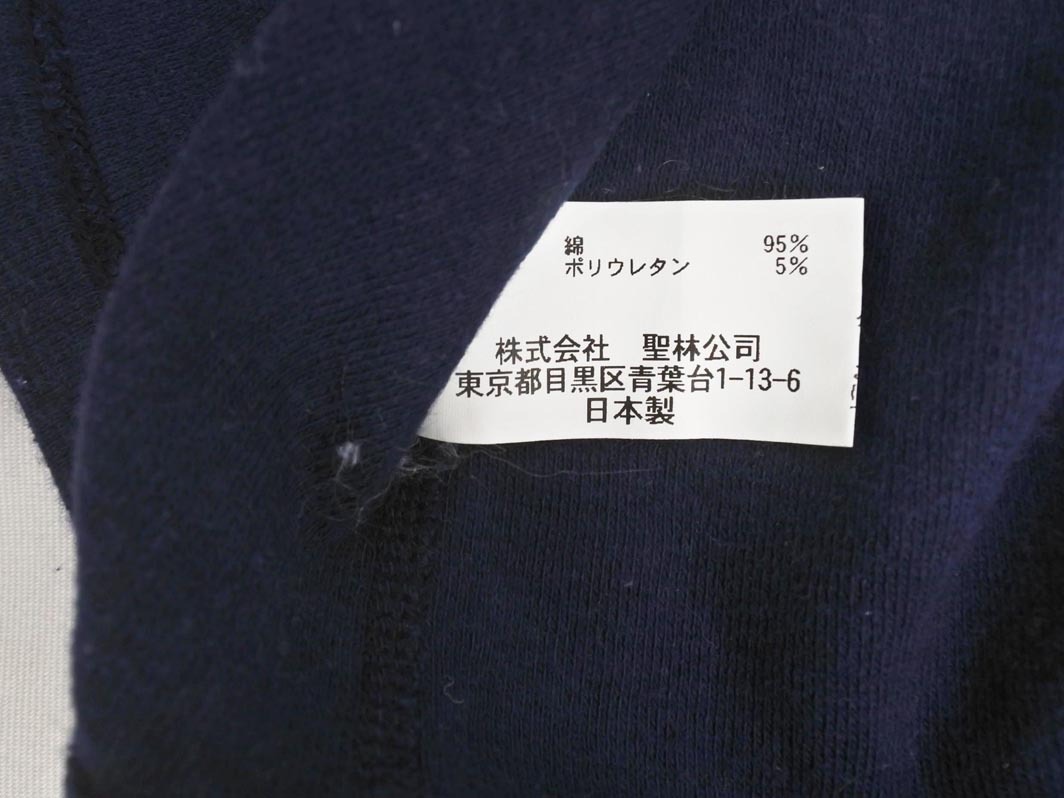 綿 95%
ポリウレタン 5%
株式会社 聖林公司
東京都目黒区青葉台1-13-6
日本製